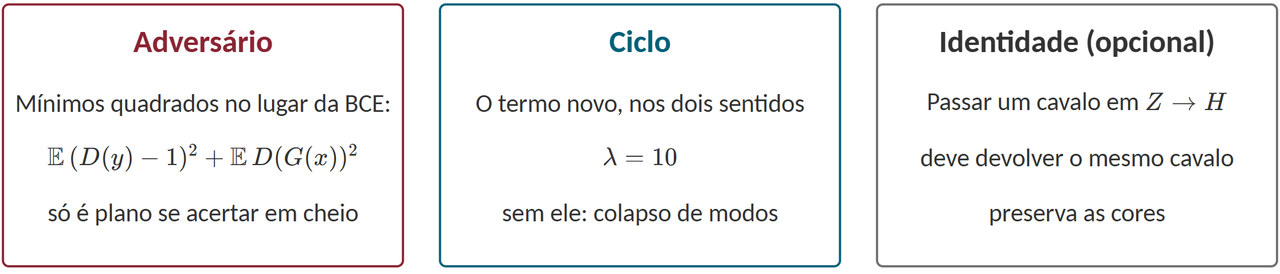 Adversário
Mínimos quadrados no lugar da BCE:
𝔼 (D(y) − 1)² + 𝔼 D(G(x))²
só é plano se acertar em cheio
Ciclo
O termo novo, nos dois sentidos
λ = 10
sem ele: colapso de modos
Identidade (opcional)
Passar um cavalo em Z → H
deve devolver o mesmo cavalo
preserva as cores